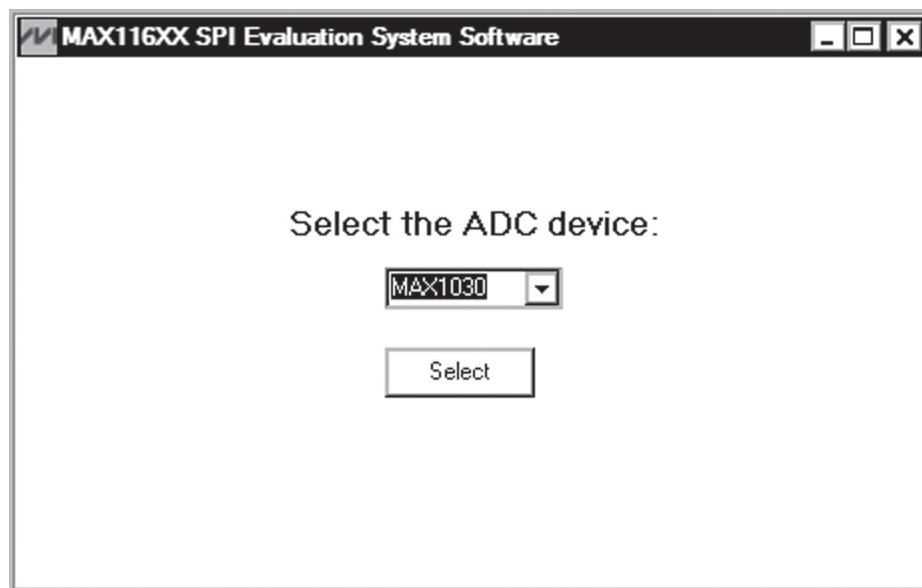 MAX116XX SPI Evaluation System Software
Select the ADC device:
MAX1030
Select